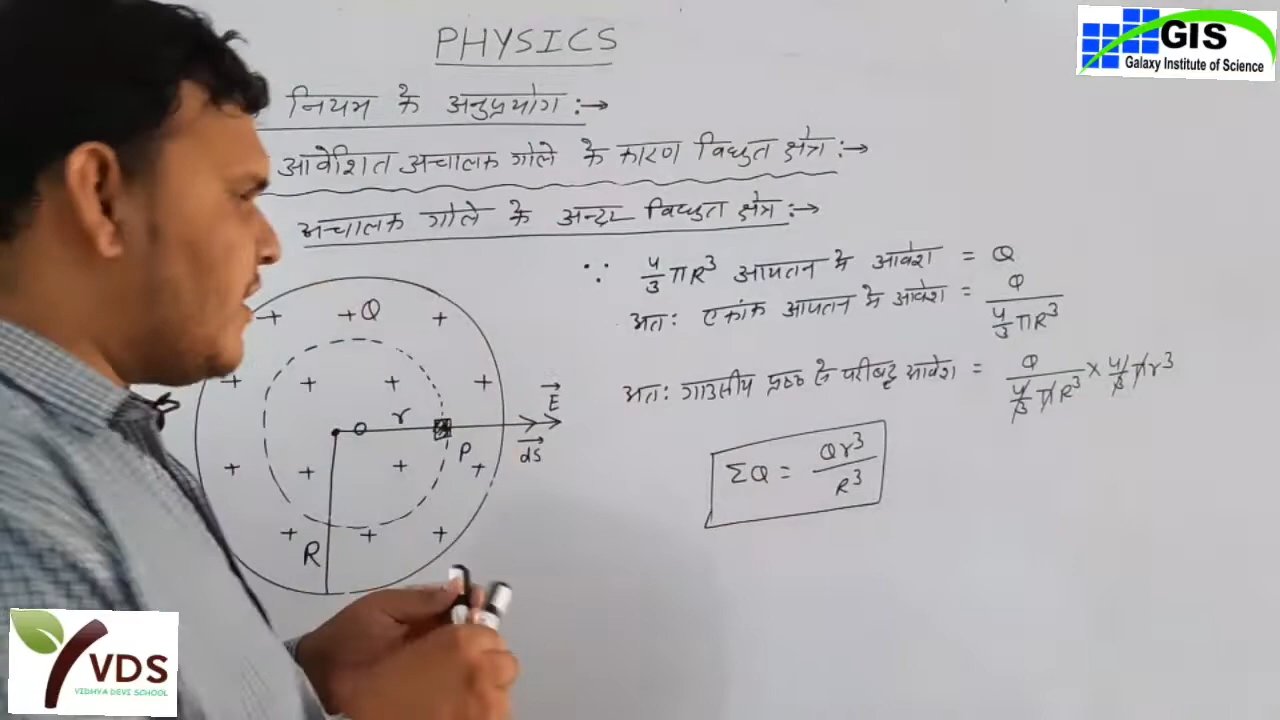 PHYSICS
GIS
Galaxy Institute of Science
नियम के अनुप्रयोग :→
आवेशित अचालक गोले के कारण विद्युत क्षेत्र :→
अचालक गोले के अन्दर विद्युत क्षेत्र :→
∵ 4/3 πR³ आयतन मे आवेश = Q
अतः एकांक आयतन मे आवेश = Q / (4/3 πR³)
अतः गाउसीय पृष्ठ से परीबद्ध आवेश = Q / (4/3 πR³) × 4/3 πr³
ΣQ = Qr³ / R³
+ +Q +
+ + + +
O r
E
P ds
+ + + +
+ + +
R
VDS
VIDHYA DEVI SCHOOL